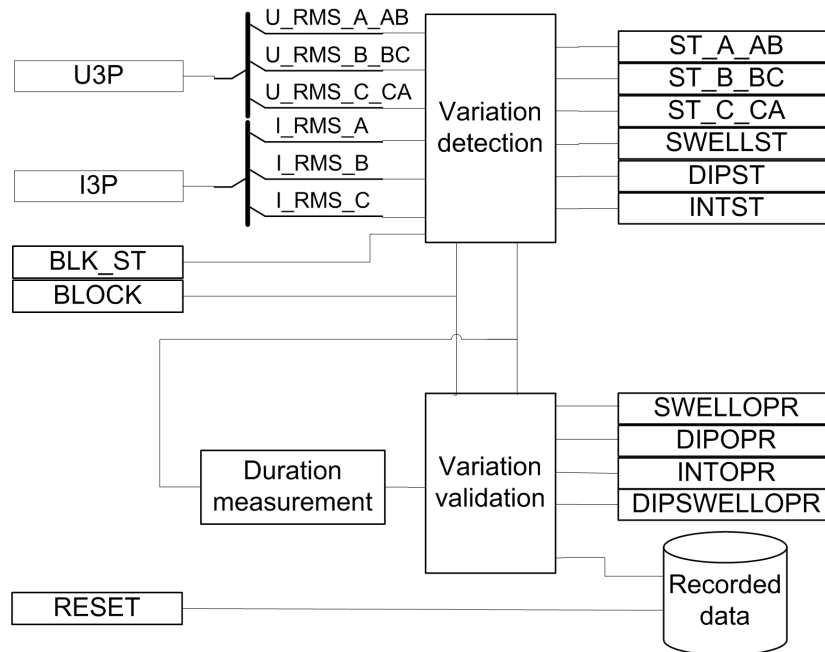 U3P
I3P
BLK_ST
BLOCK
U_RMS_A_AB
U_RMS_B_BC
U_RMS_C_CA
I_RMS_A
I_RMS_B
I_RMS_C
Variation
detection
ST_A_AB
ST_B_BC
ST_C_CA
SWELLST
DIPST
INTST
Duration
measurement
Variation
validation
SWELLOPR
DIPOPR
INTOPR
DIPSWELLOPR
RESET
Recorded
data